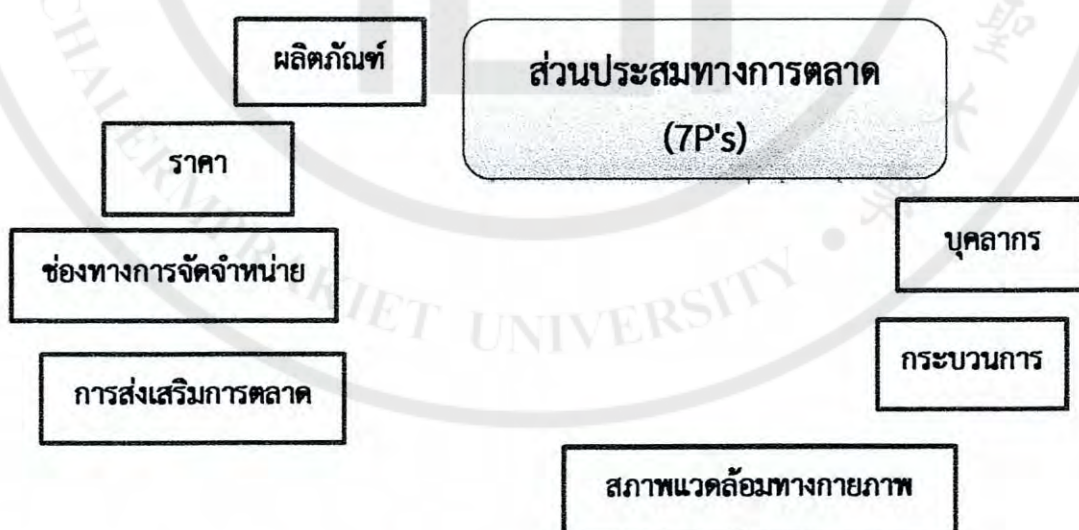 ผลิตภัณฑ์
ส่วนประสมทางการตลาด
(7P's)
ราคา
ช่องทางการจัดจำหน่าย
การส่งเสริมการตลาด
บุคลากร
กระบวนการ
สภาพแวดล้อมทางกายภาพ
CHALERMPRAKIET UNIVERSITY •
大